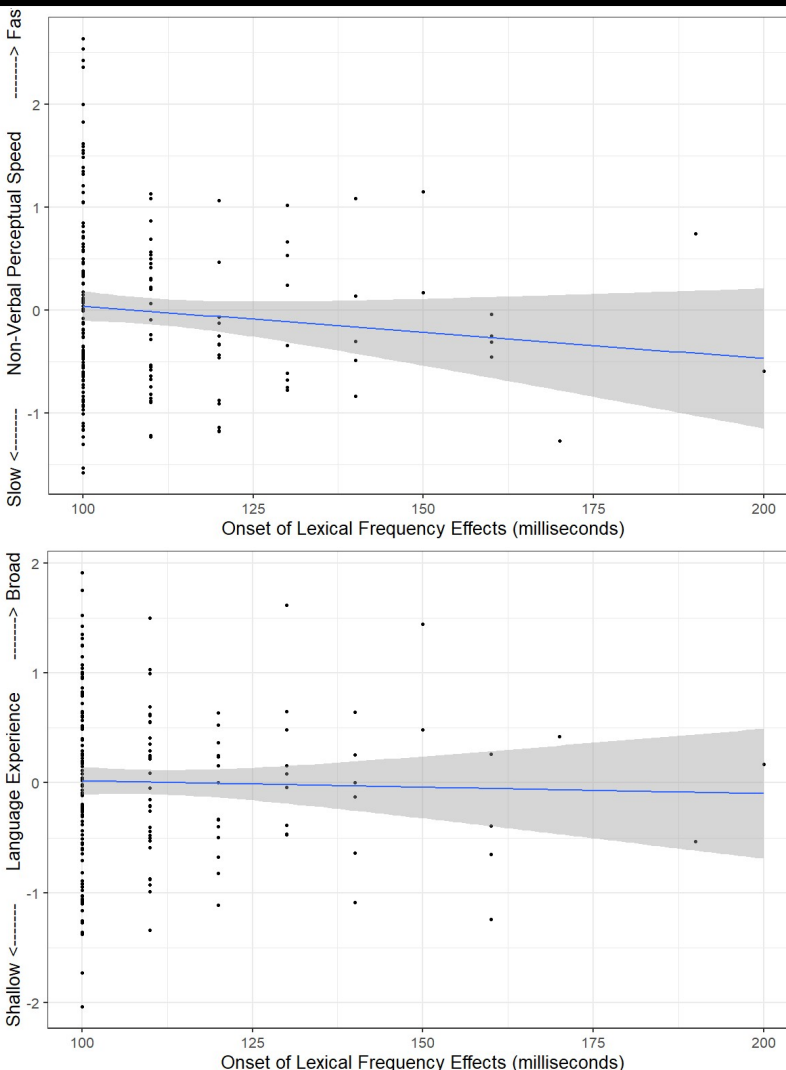 Slow <------- Non-Verbal Perceptual Speed -------> Fas
2
1
0
-1
100 125 150 175 200
Onset of Lexical Frequency Effects (milliseconds)
Shallow <------ Language Experience -------> Broad
2
1
0
-1
-2
100 125 150 175 200
Onset of Lexical Frequency Effects (milliseconds)